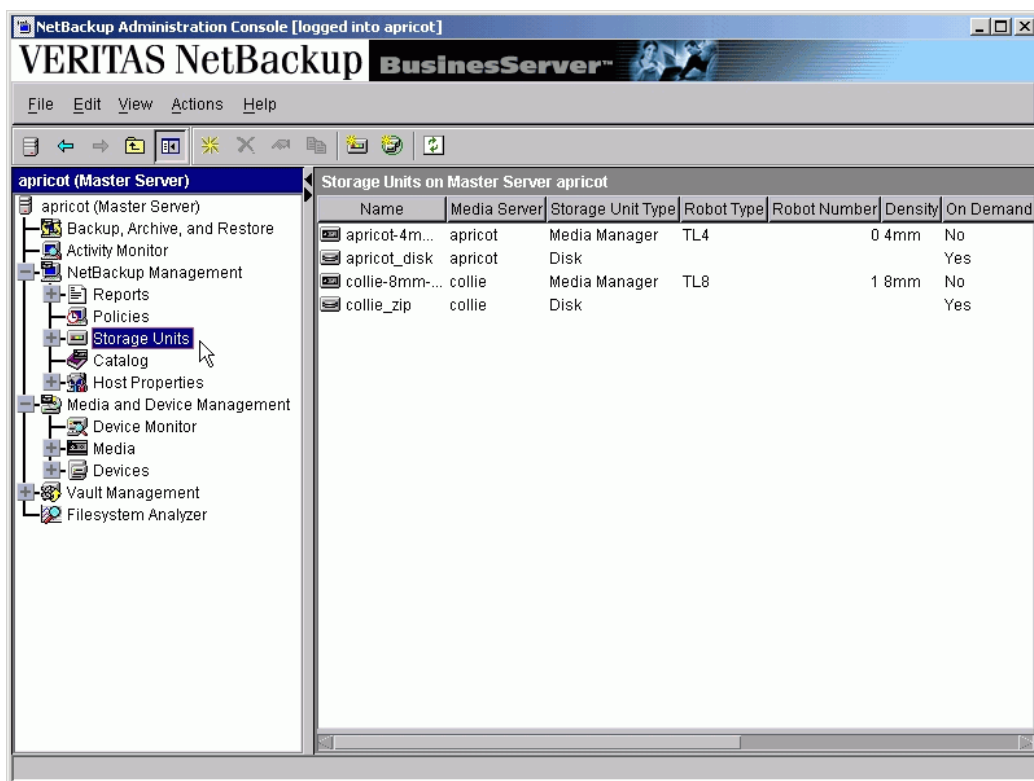 NetBackup Administration Console [logged into apricot]
VERITAS NetBackup BusinesServer™
File Edit View Actions Help
apricot (Master Server)
apricot (Master Server)
Backup, Archive, and Restore
Activity Monitor
NetBackup Management
Reports
Policies
Storage Units
Catalog
Host Properties
Media and Device Management
Device Monitor
Media
Devices
Vault Management
Filesystem Analyzer
Storage Units on Master Server apricot
Name Media Server Storage Unit Type Robot Type Robot Number Density On Demand
apricot-4m... apricot Media Manager TL4 0 4mm No
apricot_disk apricot Disk Yes
collie-8mm-... collie Media Manager TL8 1 8mm No
collie_zip collie Disk Yes